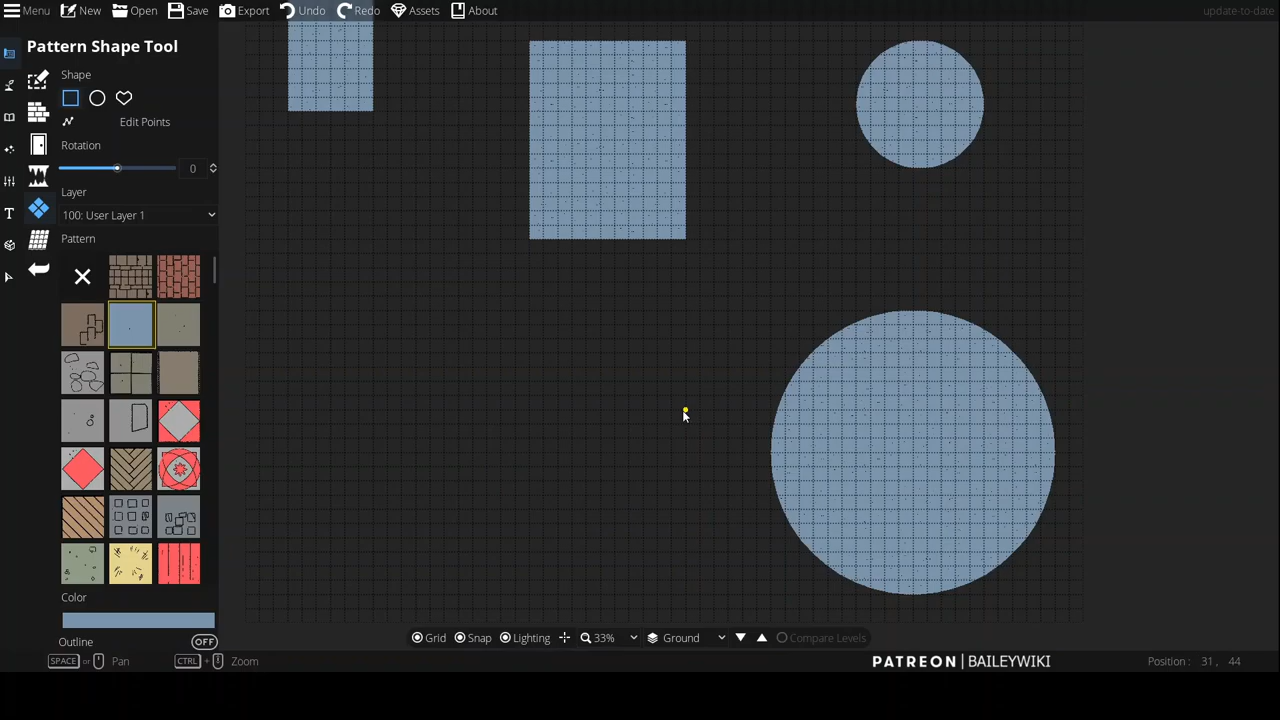 Menu New Open Save Export Undo Redo Assets About update-to-date
Pattern Shape Tool
Shape
Edit Points
Rotation
0
Layer
100: User Layer 1
Pattern
Color
Outline OFF
Grid Snap Lighting 33% Ground Compare Levels
SPACE or Pan CTRL + Zoom PATREON | BAILEYWIKI Position : 31 , 44